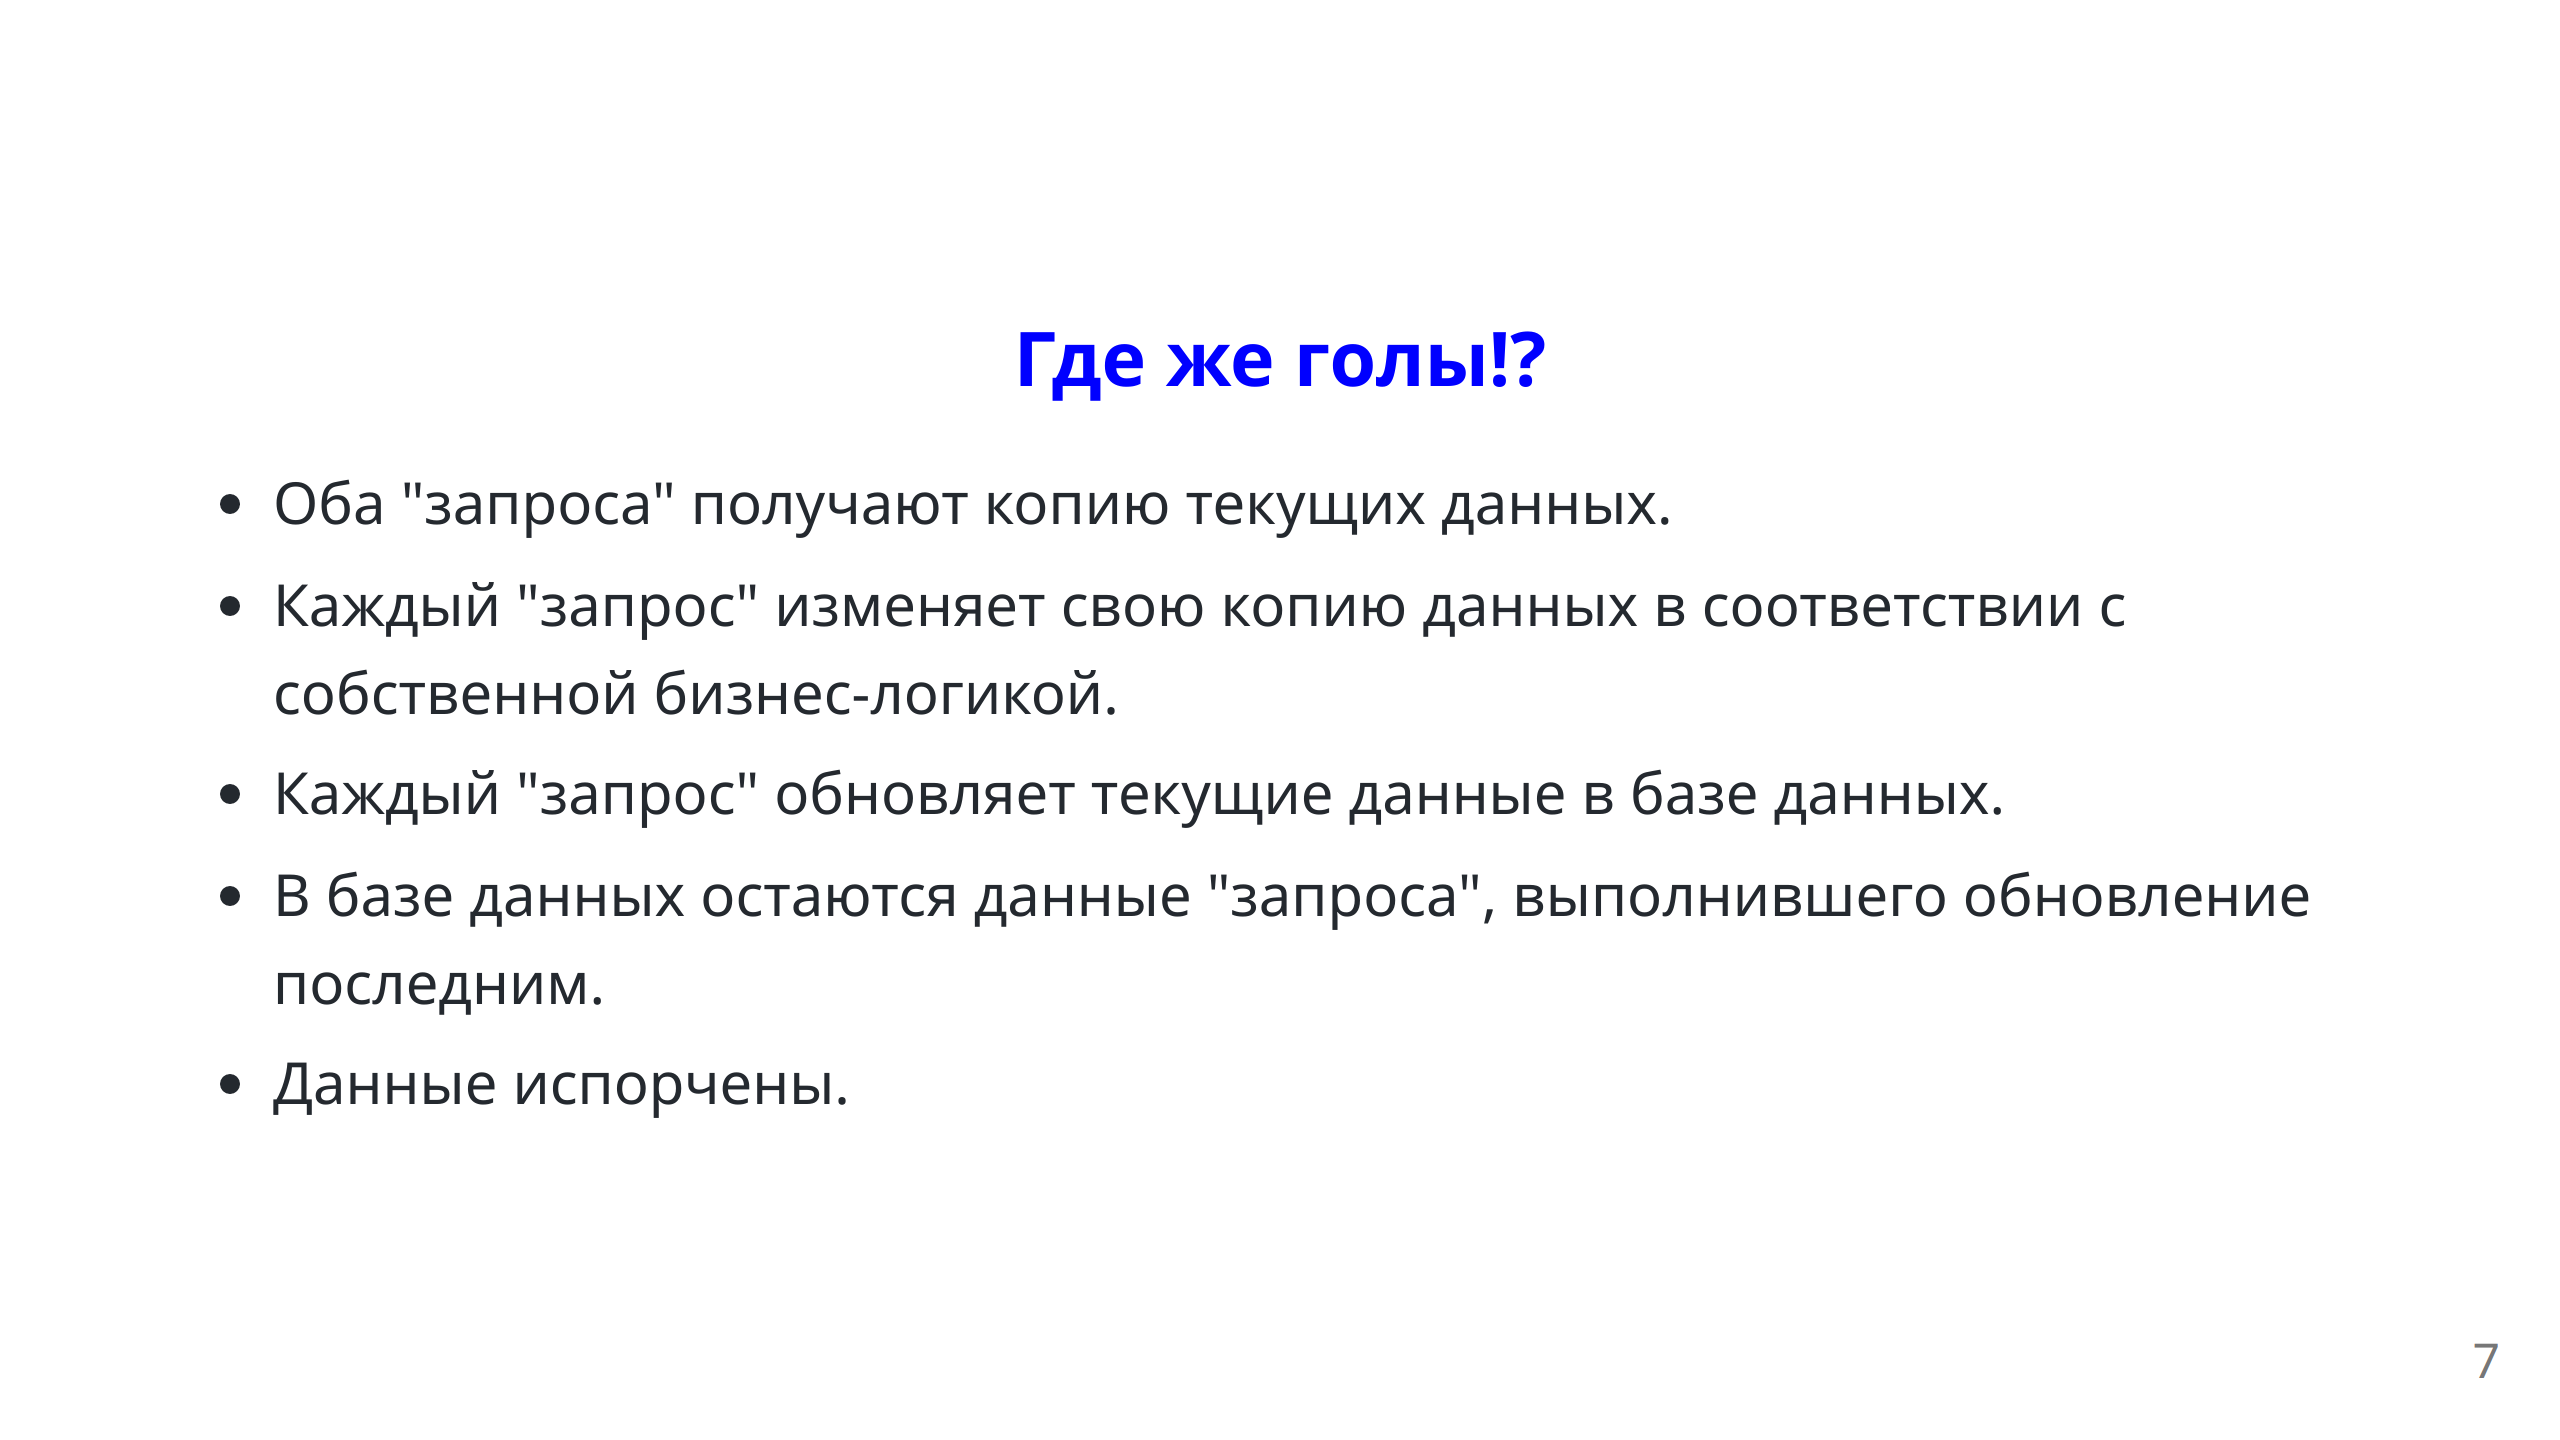 Где же голы!?
Оба "запроса" получают копию текущих данных.
Каждый "запрос" изменяет свою копию данных в соответствии с
собственной бизнес-логикой.
Каждый "запрос" обновляет текущие данные в базе данных.
В базе данных остаются данные "запроса", выполнившего обновление
последним.
Данные испорчены.
7